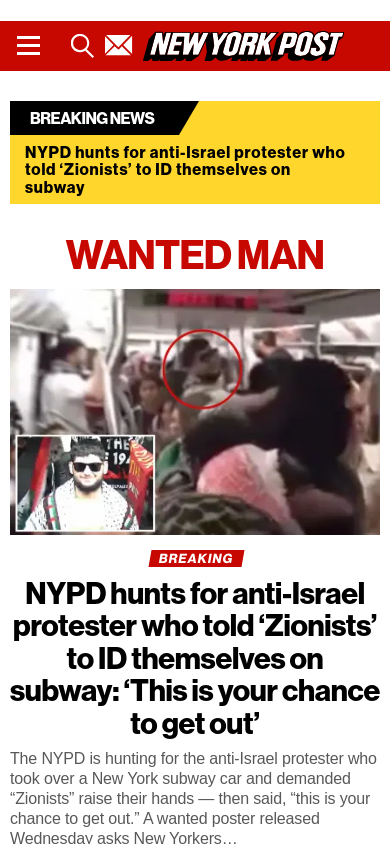 NEW YORK POST
BREAKING NEWS
NYPD hunts for anti-Israel protester who
told ‘Zionists’ to ID themselves on
subway
WANTED MAN
THE
194
BREAKING
NYPD hunts for anti-Israel
protester who told ‘Zionists’
to ID themselves on
subway: ‘This is your chance
to get out’
The NYPD is hunting for the anti-Israel protester who
took over a New York subway car and demanded
“Zionists” raise their hands — then said, “this is your
chance to get out.” A wanted poster released
Wednesday asks New Yorkers…